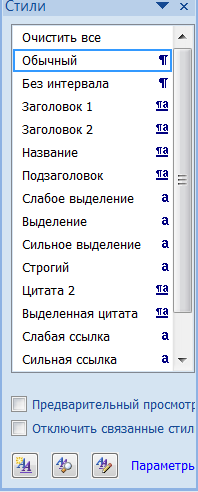 Стили
Очистить все
Обычный ¶
Без интервала ¶
Заголовок 1 ¶a
Заголовок 2 ¶a
Название ¶a
Подзаголовок ¶a
Слабое выделение a
Выделение a
Сильное выделение a
Строгий a
Цитата 2 ¶a
Выделенная цитата ¶a
Слабая ссылка a
Сильная ссылка a
Предварительный просмотр
Отключить связанные стил
Параметры